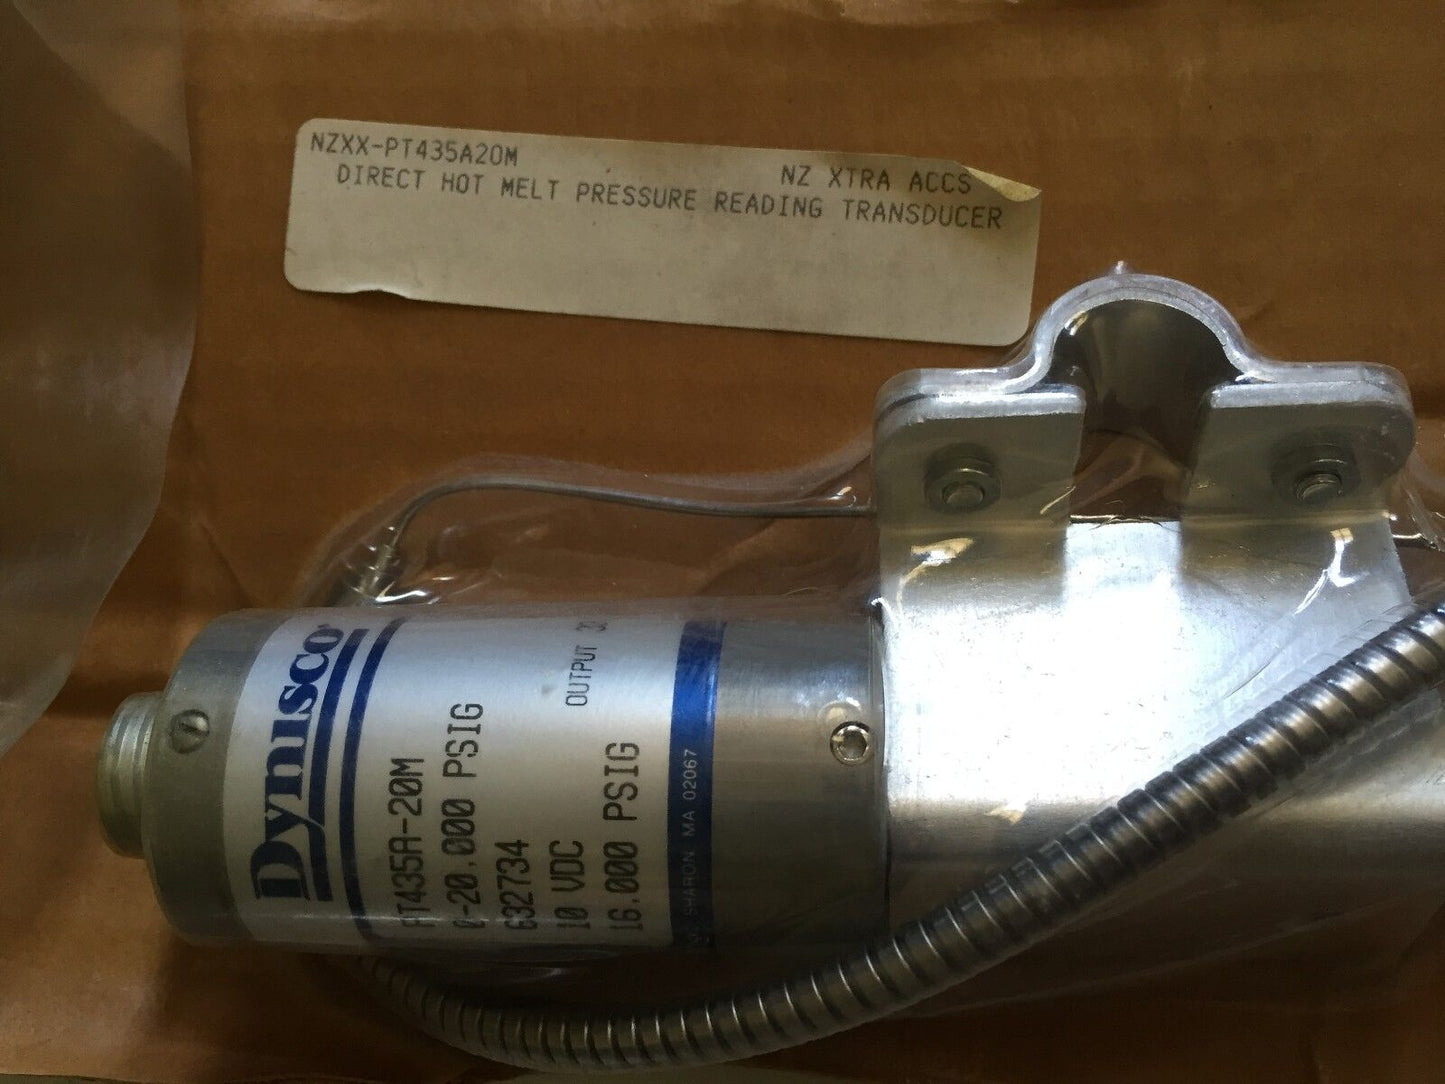 NZXX-PT435A20M
NZ XTRA ACCS
DIRECT HOT MELT PRESSURE READING TRANSDUCER
Dynisco
PT435A-20M
0-20.000 PSIG
632734
10 VDC
OUTPUT 30
16.000 PSIG
SHARON MA 02067